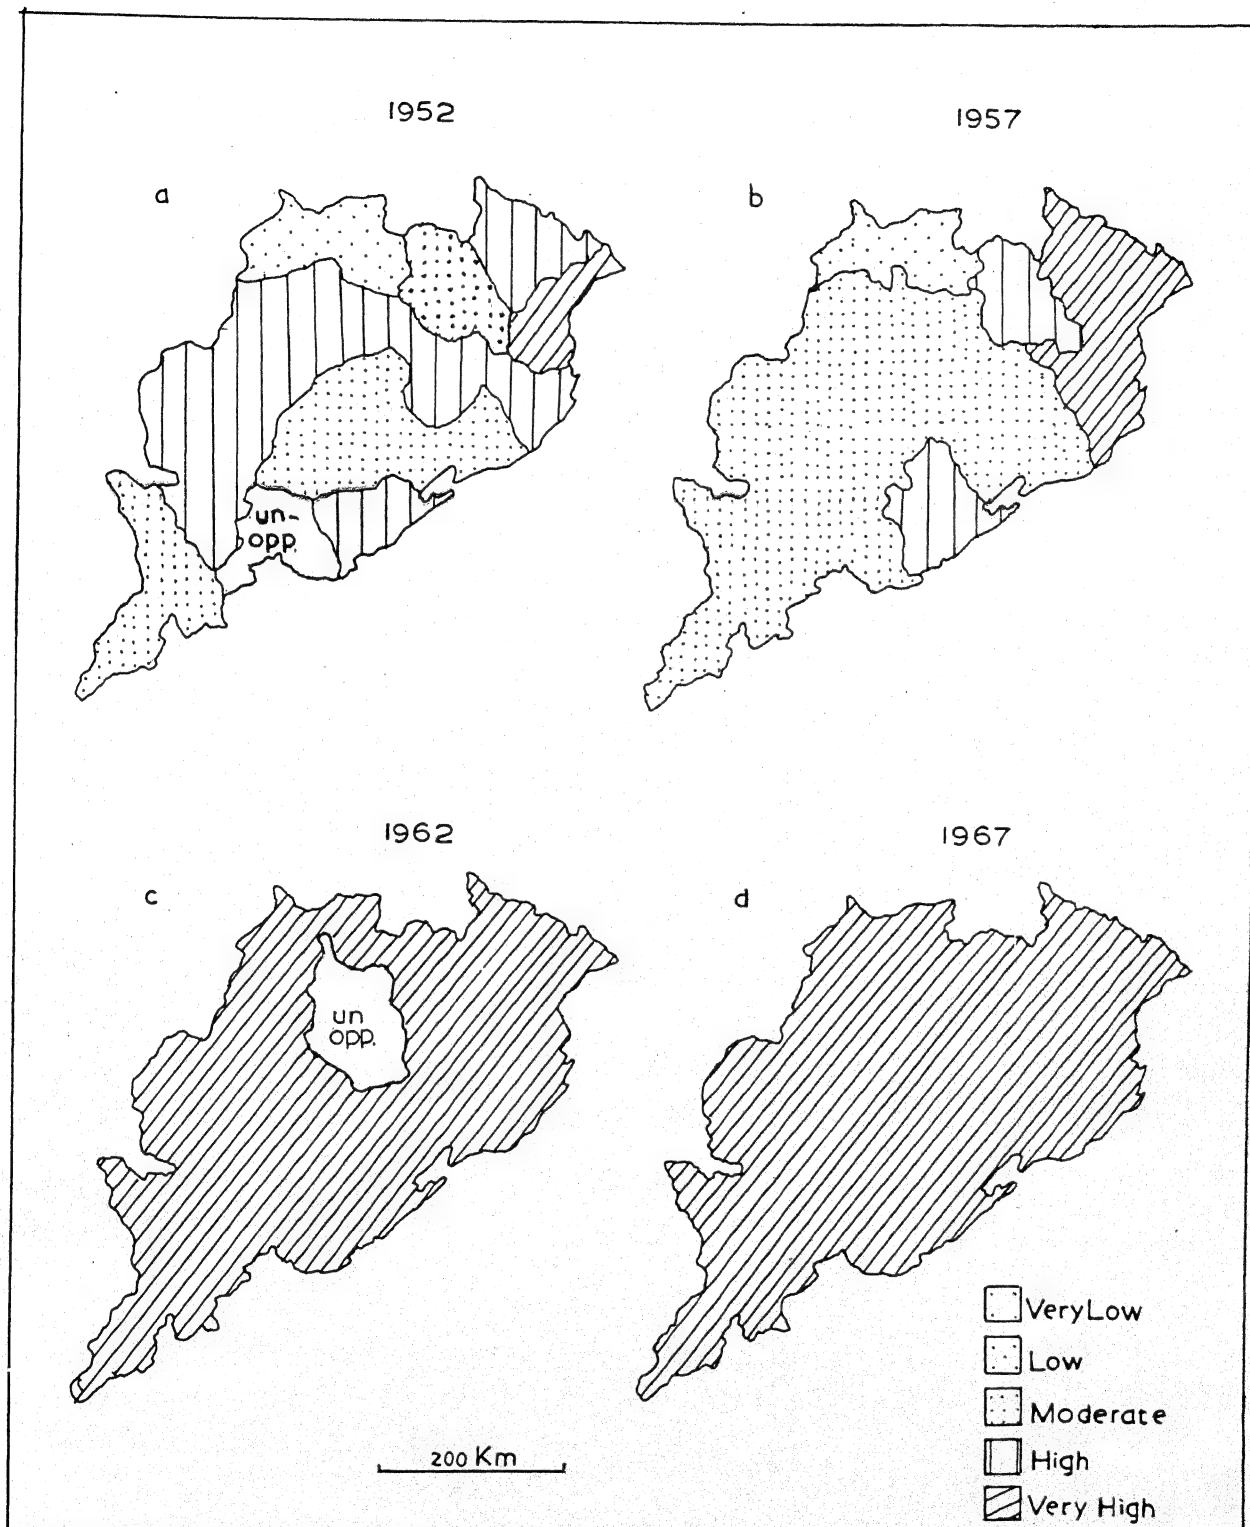 1952
1957
a
b
un-
opp.
1962
1967
c
d
un
opp.
Very Low
Low
Moderate
High
Very High
200 Km